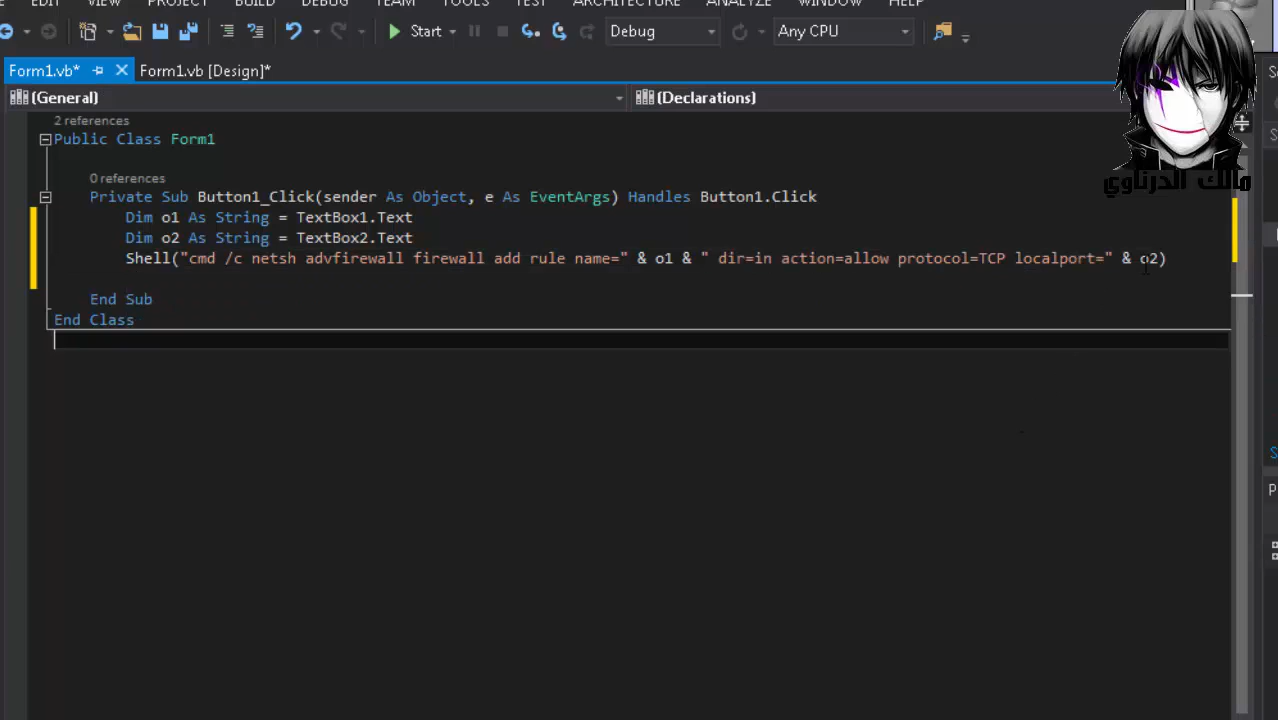 EDIT VIEW PROJECT BUILD DEBUG TEAM TOOLS TEST ARCHITECTURE ANALYZE WINDOW HELP
Start Debug Any CPU
Form1.vb* Form1.vb [Design]*
(General) (Declarations)
مالك الدرناوي
2 references
Public Class Form1
0 references
Private Sub Button1_Click(sender As Object, e As EventArgs) Handles Button1.Click
Dim o1 As String = TextBox1.Text
Dim o2 As String = TextBox2.Text
Shell("cmd /c netsh advfirewall firewall add rule name=" & o1 & " dir=in action=allow protocol=TCP localport=" & o2)
End Sub
End Class